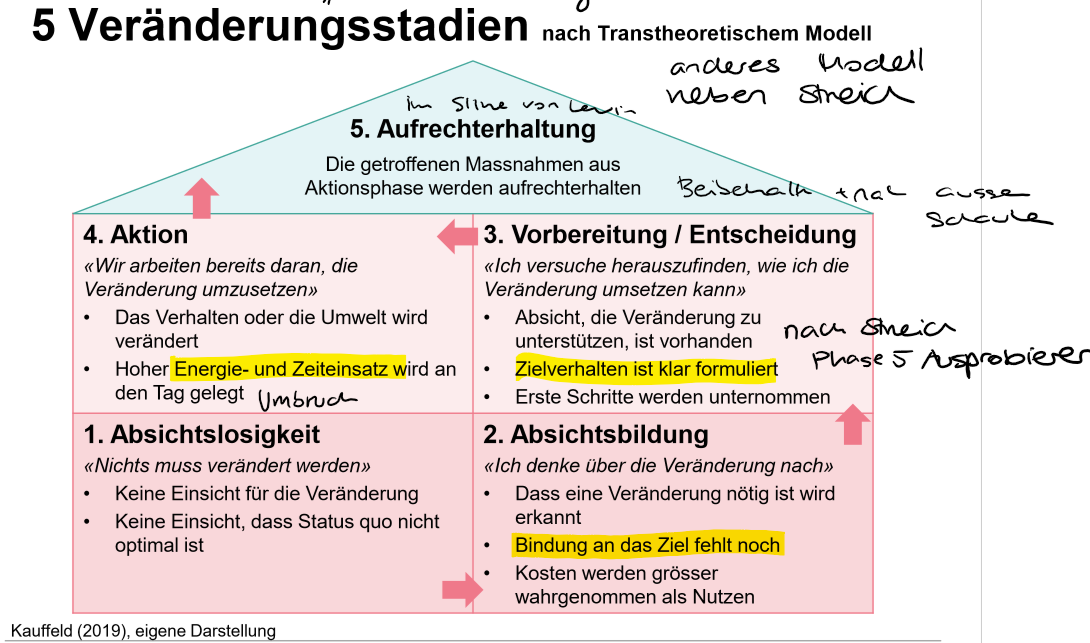 5 Veränderungsstadien nach Transtheoretischem Modell
anderes Modell
neben Streich
im Sinne von Lewin
5. Aufrechterhaltung
Die getroffenen Massnahmen aus
Aktionsphase werden aufrechterhalten
Beibehalt + nach aussen
4. Aktion
«Wir arbeiten bereits daran, die
Veränderung umzusetzen»
• Das Verhalten oder die Umwelt wird
verändert
• Hoher Energie- und Zeiteinsatz wird an
den Tag gelegt
Umbruch
3. Vorbereitung / Entscheidung
«Ich versuche herauszufinden, wie ich die
Veränderung umsetzen kann»
• Absicht, die Veränderung zu
unterstützen, ist vorhanden
• Zielverhalten ist klar formuliert
• Erste Schritte werden unternommen
nach Streich
Phase 5 Ausprobieren
1. Absichtslosigkeit
«Nichts muss verändert werden»
• Keine Einsicht für die Veränderung
• Keine Einsicht, dass Status quo nicht
optimal ist
2. Absichtsbildung
«Ich denke über die Veränderung nach»
• Dass eine Veränderung nötig ist wird
erkannt
• Bindung an das Ziel fehlt noch
• Kosten werden grösser
wahrgenommen als Nutzen
Kauffeld (2019), eigene Darstellung